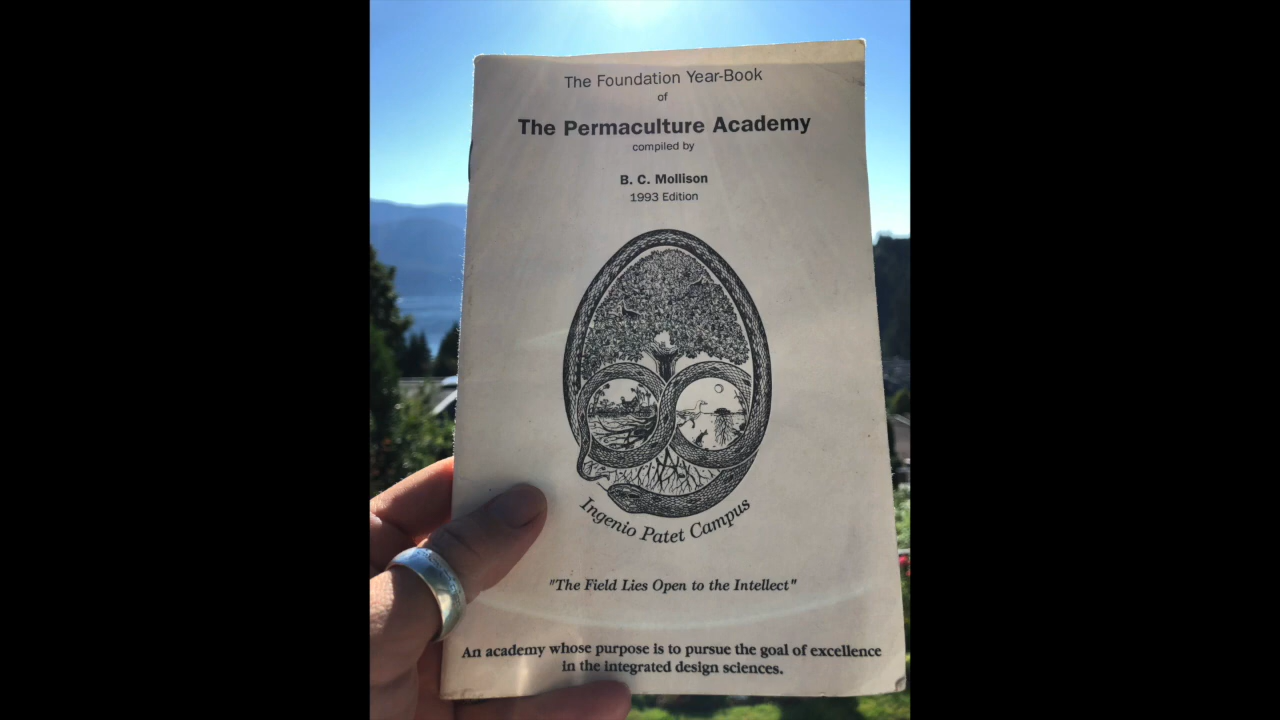 The Foundation Year-Book
of
The Permaculture Academy
compiled by
B. C. Mollison
1993 Edition
Ingenio Patet Campus
"The Field Lies Open to the Intellect"
An academy whose purpose is to pursue the goal of excellence
in the integrated design sciences.